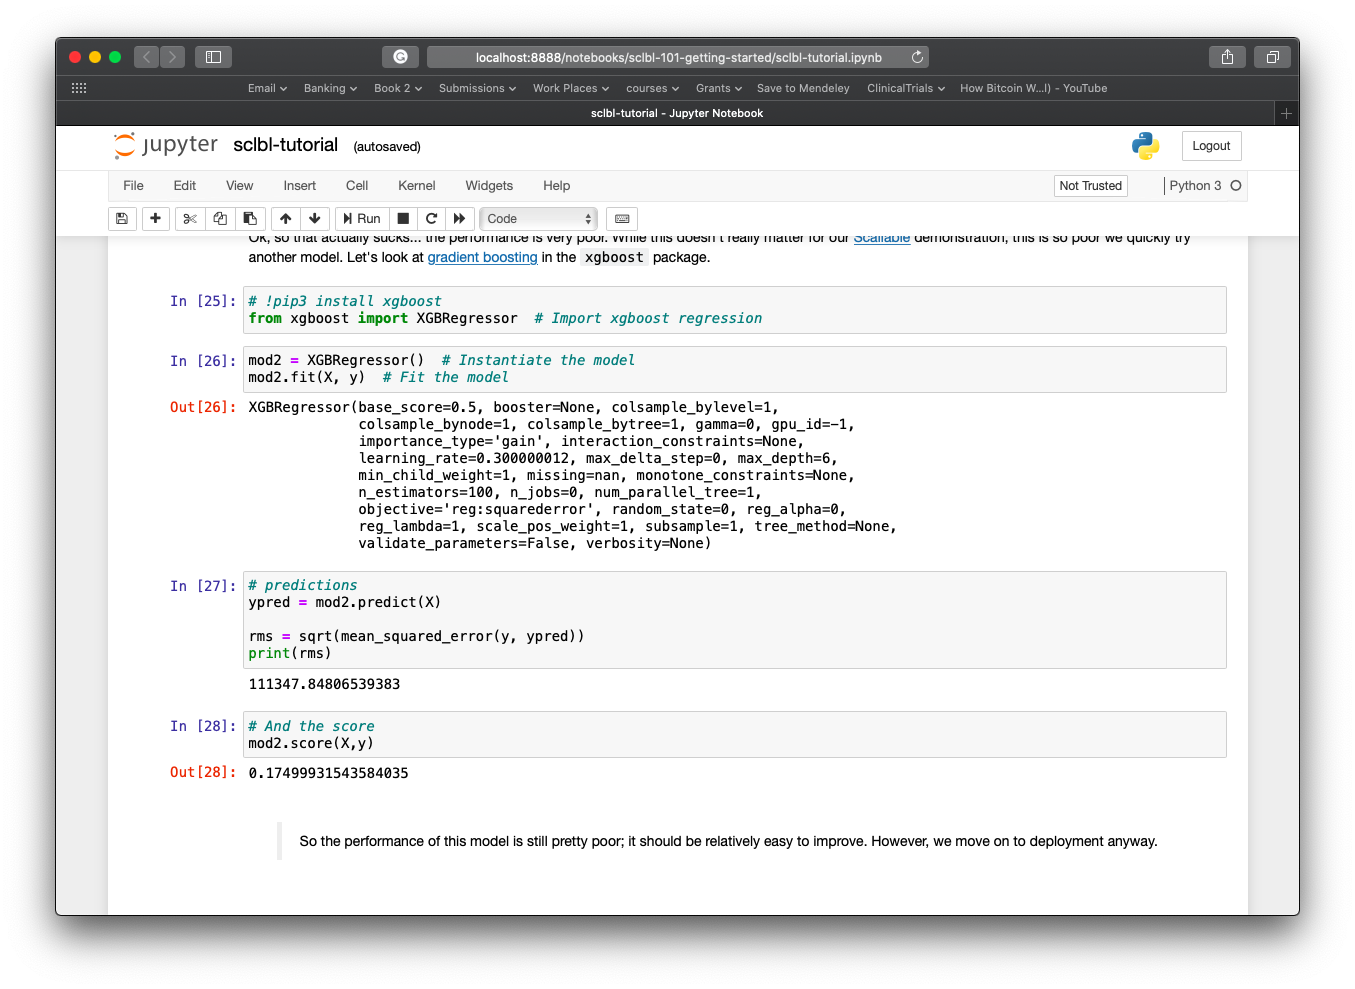 localhost:8888/notebooks/sclbl-101-getting-started/sclbl-tutorial.ipynb
Email Banking Book 2 Submissions Work Places courses Grants Save to Mendeley ClinicalTrials How Bitcoin W...l) - YouTube
sclbl-tutorial - Jupyter Notebook
jupyter sclbl-tutorial (autosaved) Logout
File Edit View Insert Cell Kernel Widgets Help Not Trusted Python 3
Run Code
Ok, so that actually sucks... the performance is very poor. While this doesn't really matter for our Scailable demonstration, this is so poor we quickly try
another model. Let's look at gradient boosting in the xgboost package.
In [25]: # !pip3 install xgboost
from xgboost import XGBRegressor # Import xgboost regression
In [26]: mod2 = XGBRegressor() # Instantiate the model
mod2.fit(X, y) # Fit the model
Out[26]: XGBRegressor(base_score=0.5, booster=None, colsample_bylevel=1,
colsample_bynode=1, colsample_bytree=1, gamma=0, gpu_id=-1,
importance_type='gain', interaction_constraints=None,
learning_rate=0.300000012, max_delta_step=0, max_depth=6,
min_child_weight=1, missing=nan, monotone_constraints=None,
n_estimators=100, n_jobs=0, num_parallel_tree=1,
objective='reg:squarederror', random_state=0, reg_alpha=0,
reg_lambda=1, scale_pos_weight=1, subsample=1, tree_method=None,
validate_parameters=False, verbosity=None)
In [27]: # predictions
ypred = mod2.predict(X)
rms = sqrt(mean_squared_error(y, ypred))
print(rms)
111347.84806539383
In [28]: # And the score
mod2.score(X,y)
Out[28]: 0.17499931543584035
So the performance of this model is still pretty poor; it should be relatively easy to improve. However, we move on to deployment anyway.